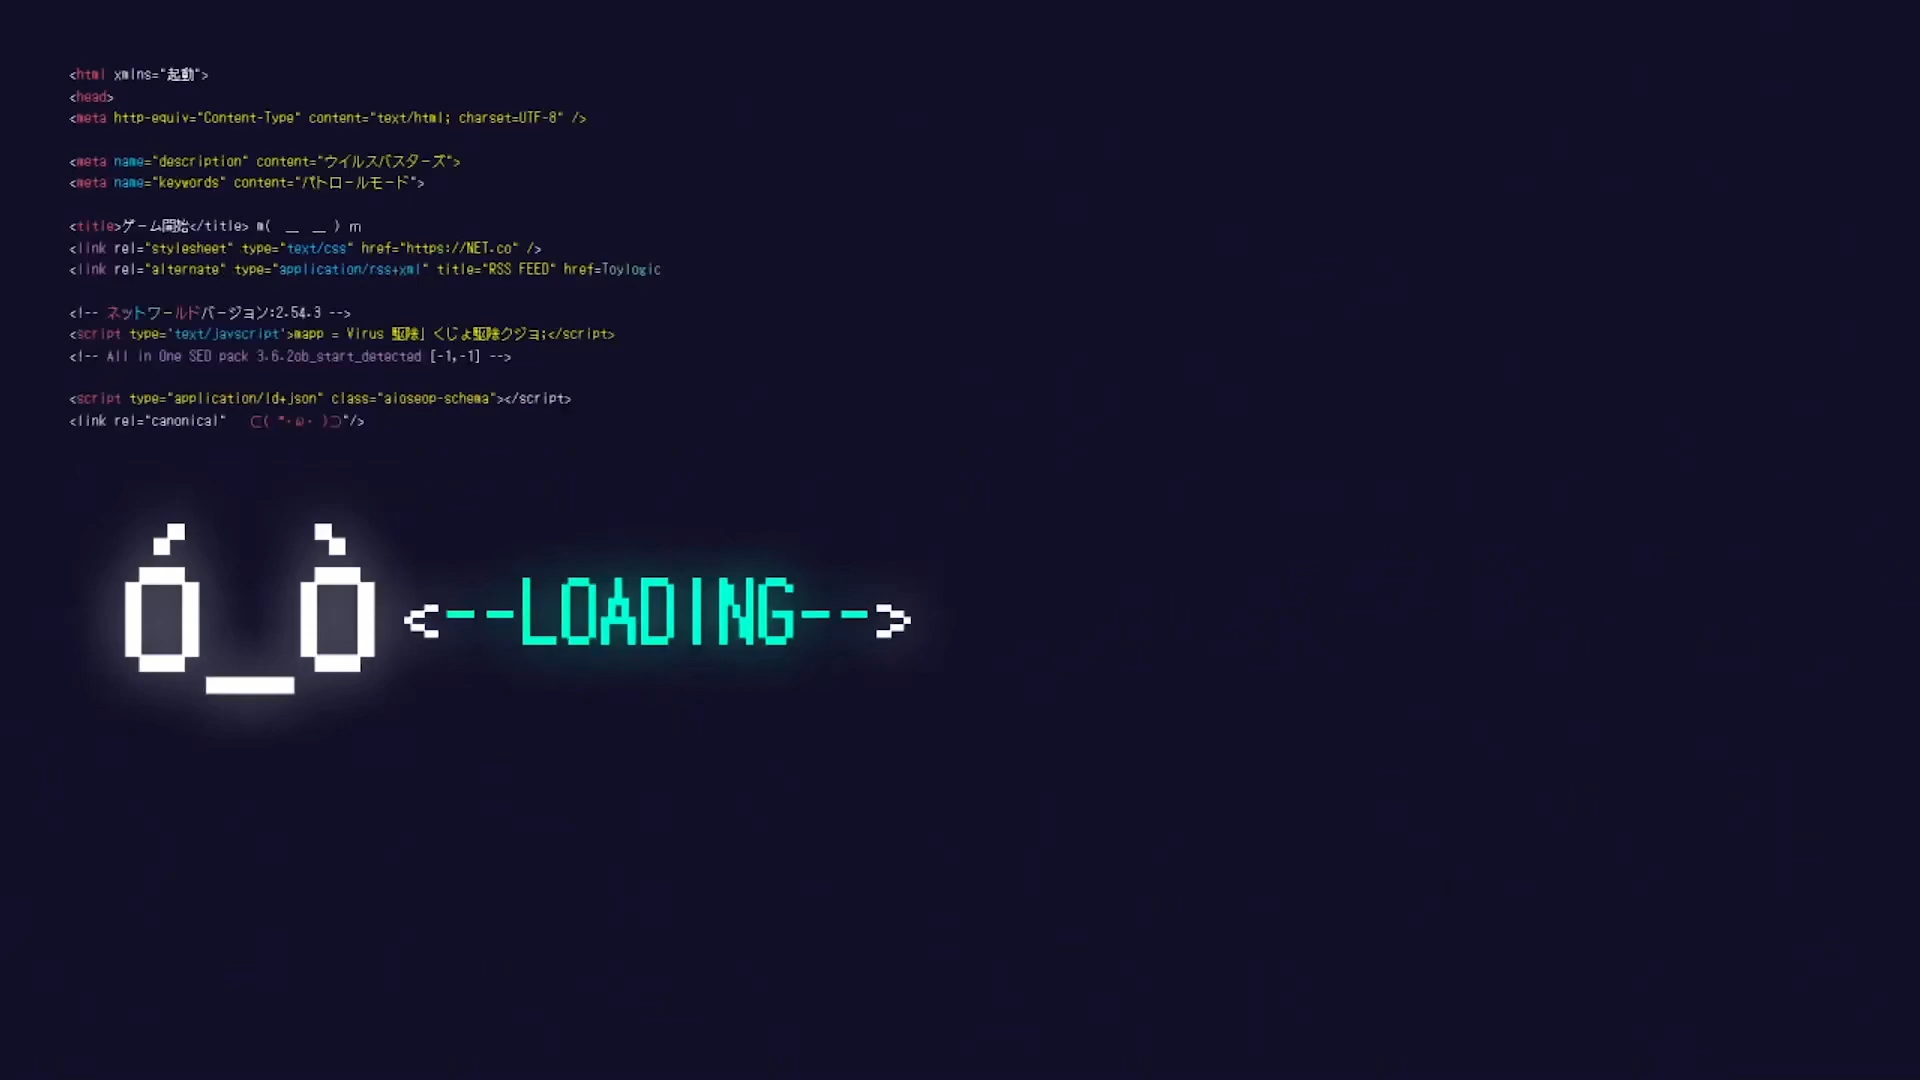 <html xmlns="起動">
<head>
<meta http-equiv="Content-Type" content="text/html; charset=UTF-8" />
<meta name="description" content="ウイルスバスターズ">
<meta name="keywords" content="パトロールモード">
<title>ゲーム開始</title> m(  __  __ ) m
<link rel="stylesheet" type="text/css" href="https://NET.co" />
<link rel="alternate" type="application/rss+xml" title="RSS FEED" href=Toylogic
<!-- ネットワールドバージョン:2.54.3 -->
<script type='text/javscript'>mapp = Virus 駆除」くじょ駆除クジョ;</script>
<!-- All in One SEO pack 3.6.2ob_start_detected [-1,-1] -->
<script type="application/ld+json" class="aioseop-schema"></script>
<link rel="canonical"   ⊂( "・ω・ )⊃"/>
Ó_Ò <--LOADING-->